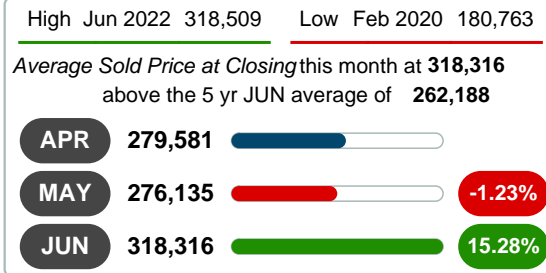 High Jun 2022 318,509 Low Feb 2020 180,763
Average Sold Price at Closing this month at 318,316
above the 5 yr JUN average of 262,188
APR 279,581
MAY 276,135 -1.23%
JUN 318,316 15.28%